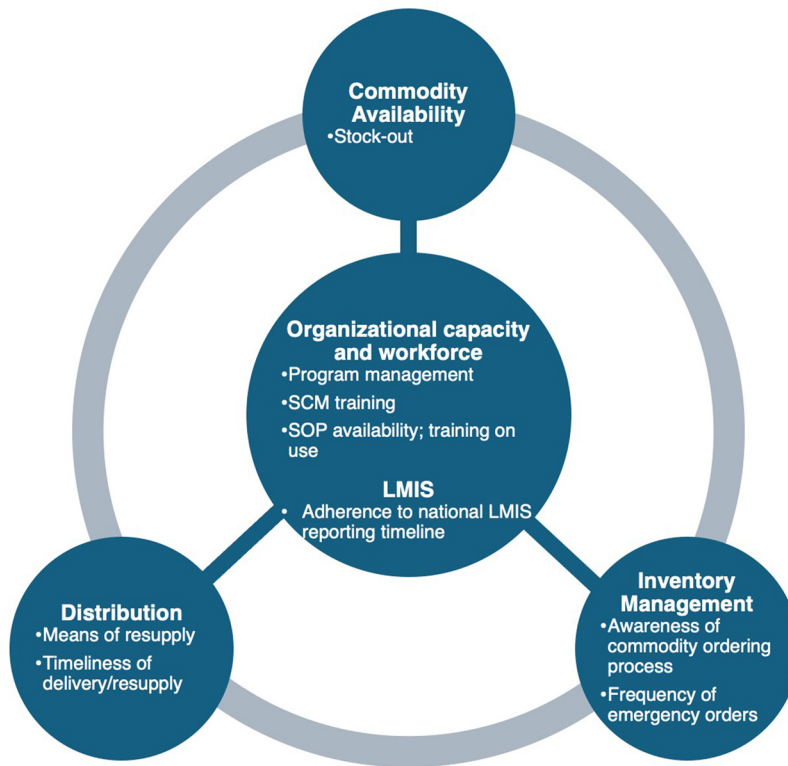 Commodity
Availability
•Stock-out
Organizational capacity
and workforce
•Program management
•SCM training
•SOP availability; training on
use
LMIS
• Adherence to national LMIS
reporting timeline
Distribution
•Means of resupply
•Timeliness of
delivery/resupply
Inventory
Management
•Awareness of
commodity ordering
process
•Frequency of
emergency orders